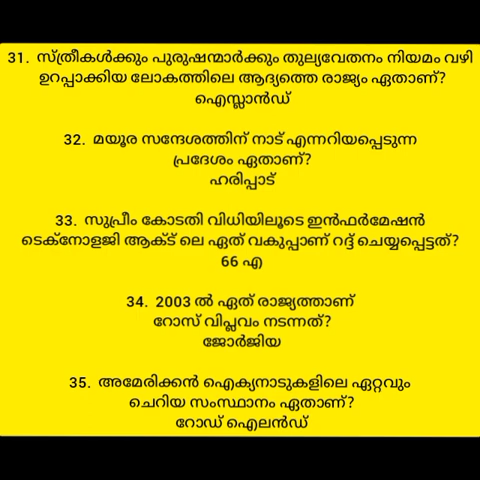 31. സ്ത്രീകൾക്കും പുരുഷന്മാർക്കും തുല്യവേതനം നിയമം വഴി
ഉറപ്പാക്കിയ ലോകത്തിലെ ആദ്യത്തെ രാജ്യം ഏതാണ്?
ഐസ്ലാൻഡ്
32. മയൂര സന്ദേശത്തിന് നാട് എന്നറിയപ്പെടുന്ന
പ്രദേശം ഏതാണ്?
ഹരിപ്പാട്
33. സുപ്രീം കോടതി വിധിയിലൂടെ ഇൻഫർമേഷൻ
ടെക്നോളജി ആക്ട് ലെ ഏത് വകുപ്പാണ് റദ്ദ് ചെയ്യപ്പെട്ടത്?
66 എ
34. 2003 ൽ ഏത് രാജ്യത്താണ്
റോസ് വിപ്ലവം നടന്നത്?
ജോർജിയ
35. അമേരിക്കൻ ഐക്യനാടുകളിലെ ഏറ്റവും
ചെറിയ സംസ്ഥാനം ഏതാണ്?
റോഡ് ഐലൻഡ്